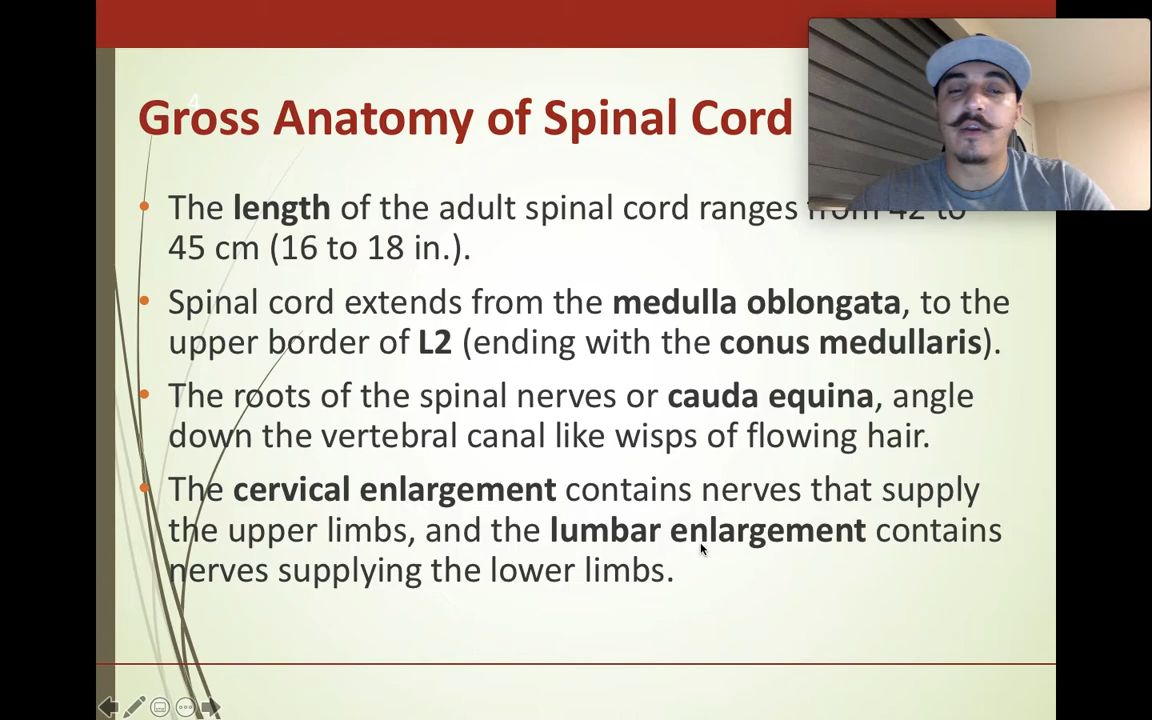 4
Gross Anatomy of Spinal Cord
• The length of the adult spinal cord ranges from 42 to
45 cm (16 to 18 in.).
• Spinal cord extends from the medulla oblongata, to the
upper border of L2 (ending with the conus medullaris).
• The roots of the spinal nerves or cauda equina, angle
down the vertebral canal like wisps of flowing hair.
• The cervical enlargement contains nerves that supply
the upper limbs, and the lumbar enlargement contains
nerves supplying the lower limbs.